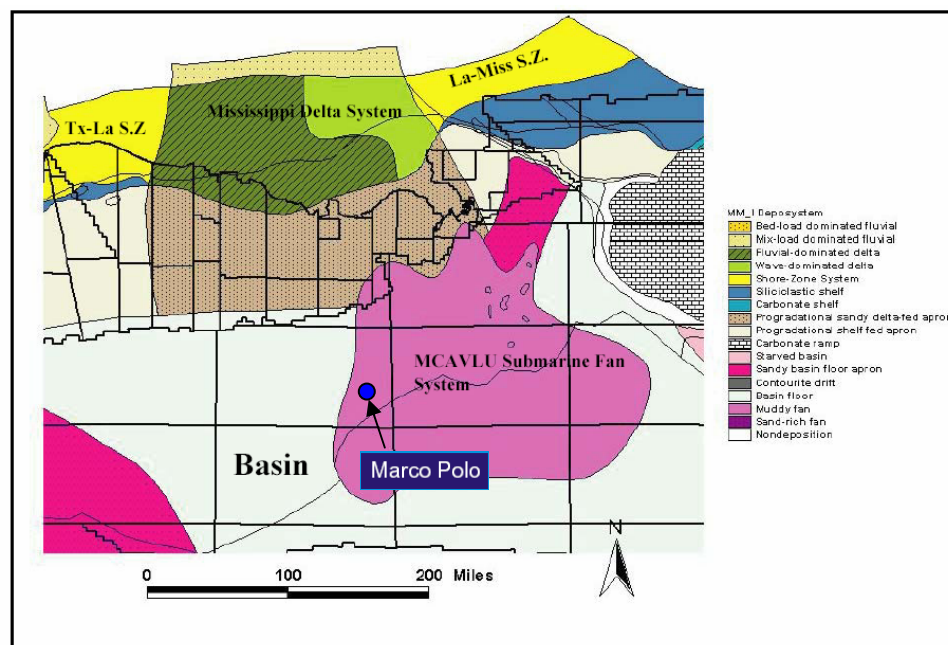 La-Miss S.Z.
Mississippi Delta System
Tx-La S.Z
MCAVLU Submarine Fan
System
Basin
Marco Polo
N
0 100 200 Miles
MM_I Deposystem
Bed-load dominated fluvial
Mix-load dominated fluvial
Fluvial-dominated delta
Wave-dominated delta
Shore-Zone System
Siliciclastic shelf
Carbonate shelf
Progradational sandy delta-fed apron
Progradational shelf fed apron
Carbonate ramp
Starved basin
Sandy basin floor apron
Contourite drift
Basin floor
Muddy fan
Sand-rich fan
Nondeposition